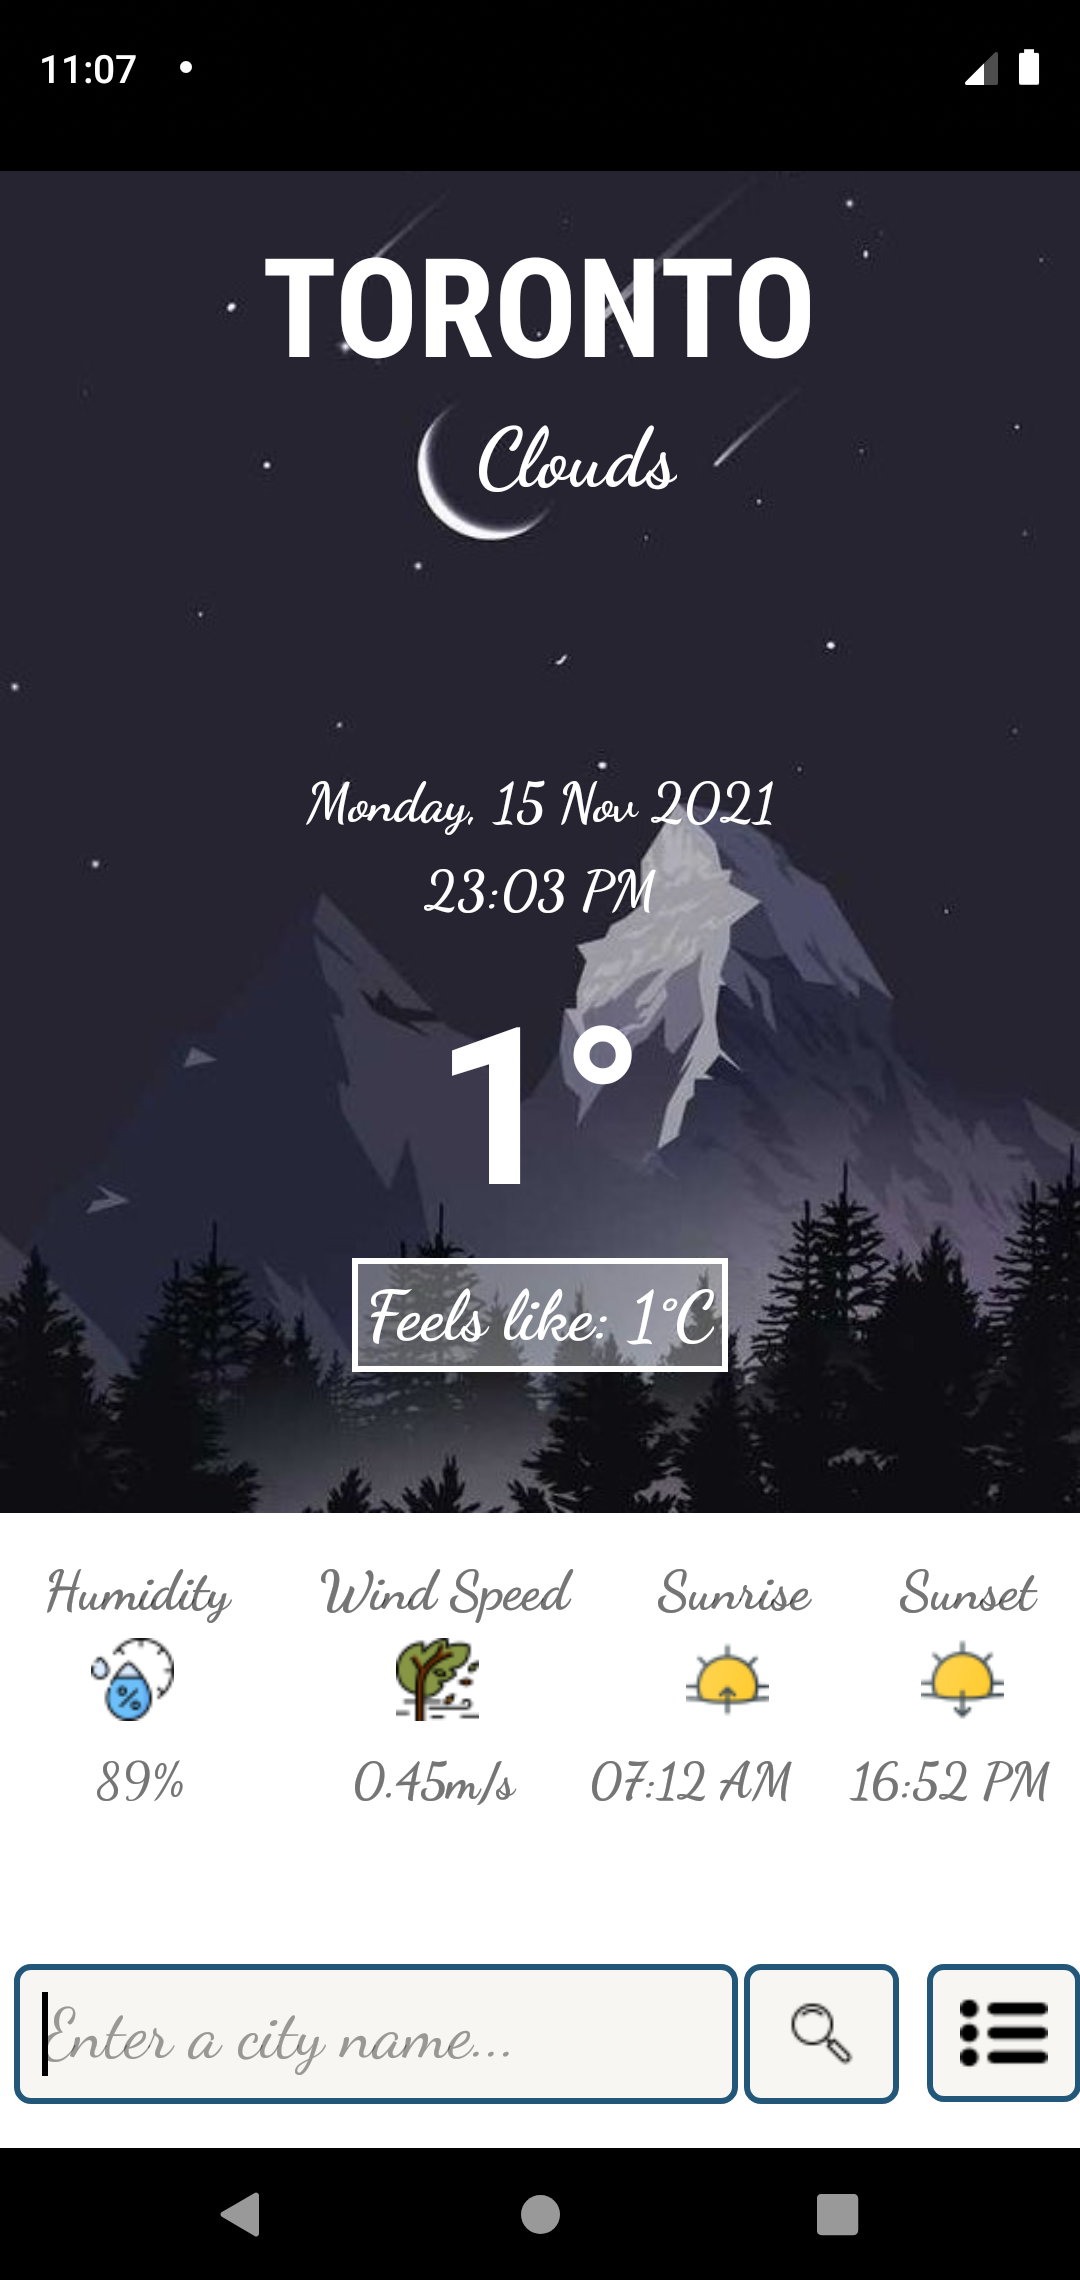 11:07
TORONTO
Clouds
Monday, 15 Nov 2021
23:03 PM
1°
Feels like: 1°C
Humidity Wind Speed Sunrise Sunset
%
89% 0.45m/s 07:12 AM 16:52 PM
Enter a city name...